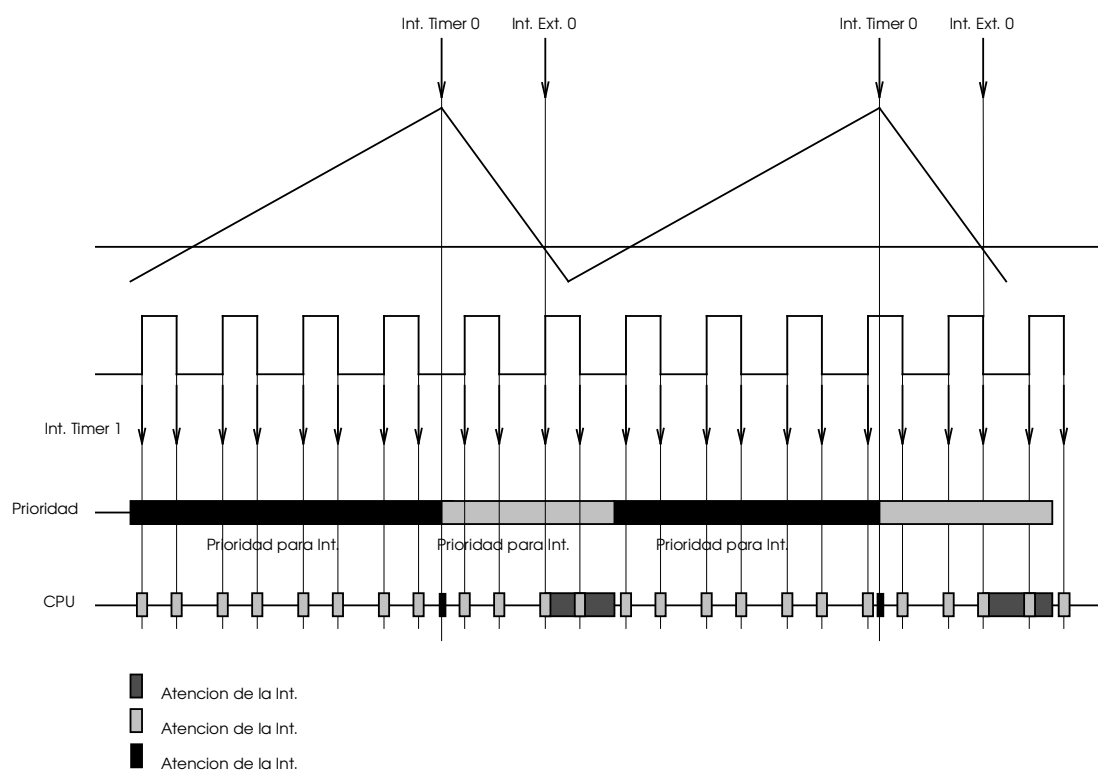 Int. Timer 0
Int. Ext. 0
Int. Timer 0
Int. Ext. 0
Int. Timer 1
Prioridad
Prioridad para Int.
Prioridad para Int.
Prioridad para Int.
CPU
Atencion de la Int.
Atencion de la Int.
Atencion de la Int.